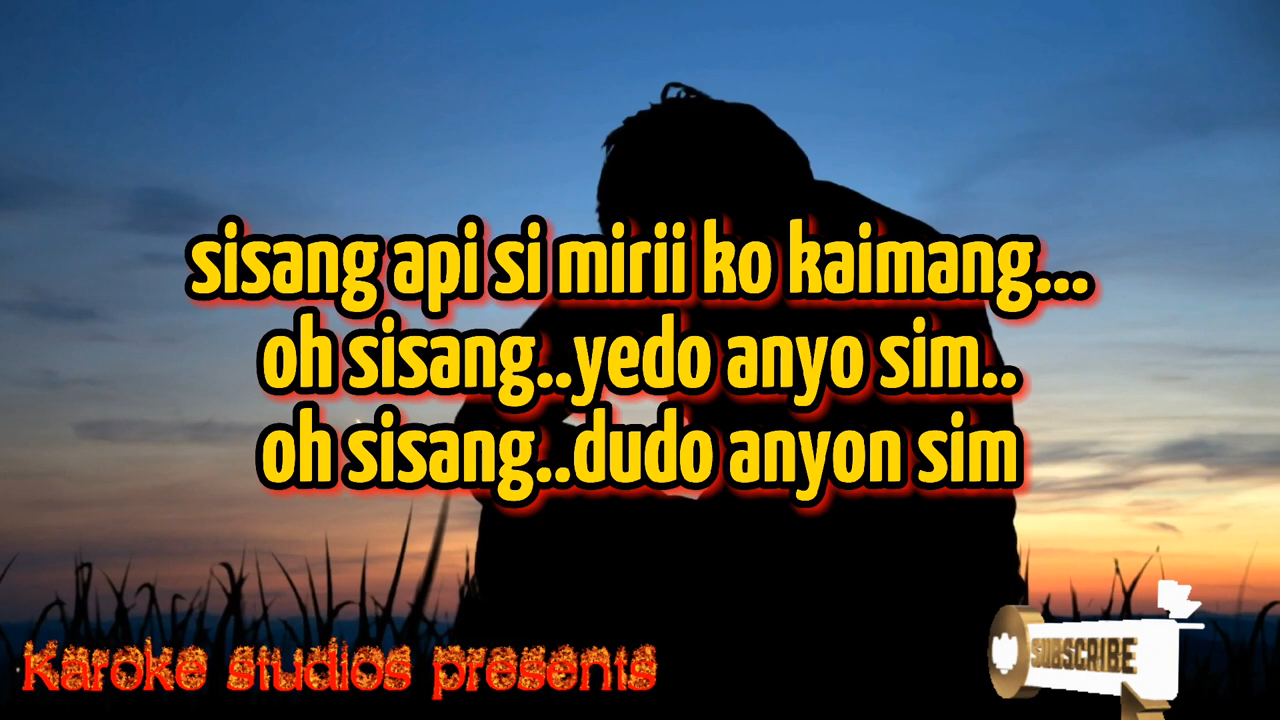 sisang api si mirii ko kaimang...
oh sisang..yedo anyo sim..
oh sisang..dudo anyon sim
Karoke studios presents
SUBSCRIBE